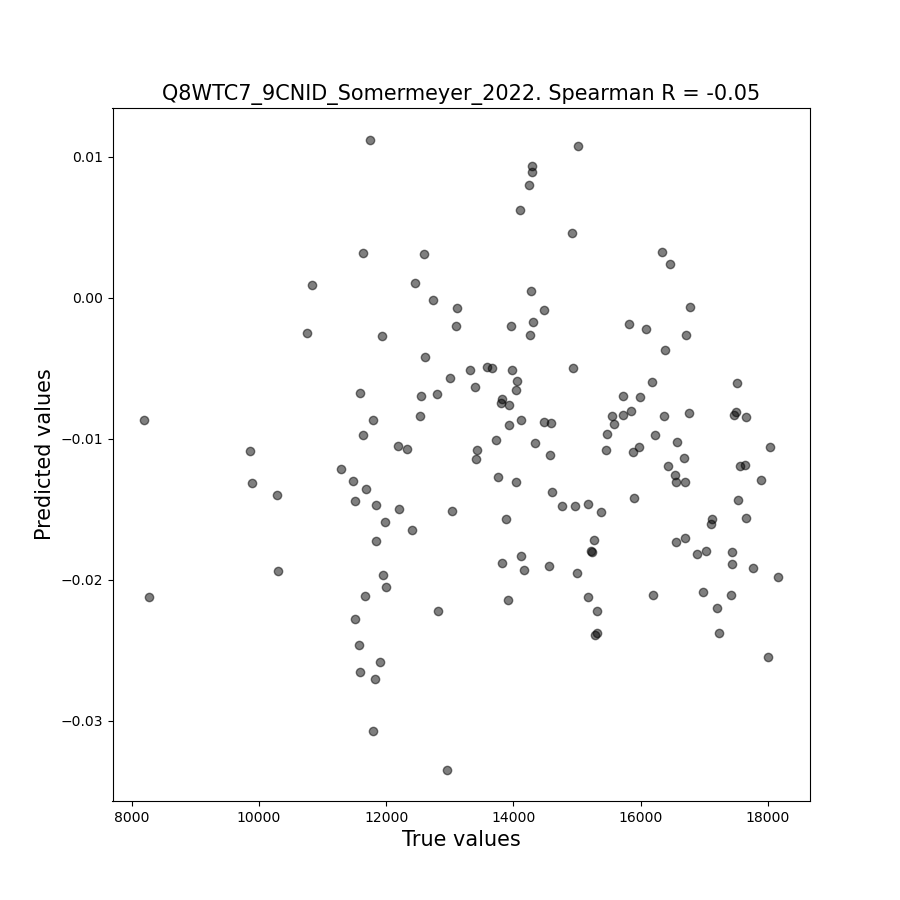 Q8WTC7_9CNID_Somermeyer_2022. Spearman R = -0.05
0.01
0.00
−0.01
−0.02
−0.03
Predicted values
8000 10000 12000 14000 16000 18000
True values